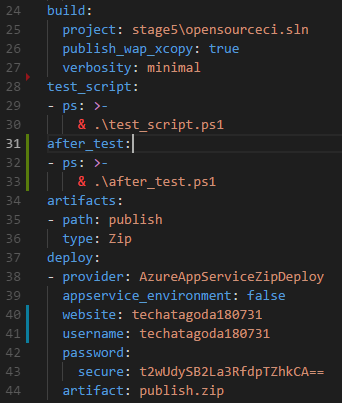 24 build:
25 project: stage5\opensourceci.sln
26 publish_wap_xcopy: true
27 verbosity: minimal
28 test_script:
29 - ps: >-
30 & .\test_script.ps1
31 after_test:
32 - ps: >-
33 & .\after_test.ps1
34 artifacts:
35 - path: publish
36 type: Zip
37 deploy:
38 - provider: AzureAppServiceZipDeploy
39 appservice_environment: false
40 website: techatagoda180731
41 username: techatagoda180731
42 password:
43 secure: t2wUdySB2La3RfdpTZhkCA==
44 artifact: publish.zip